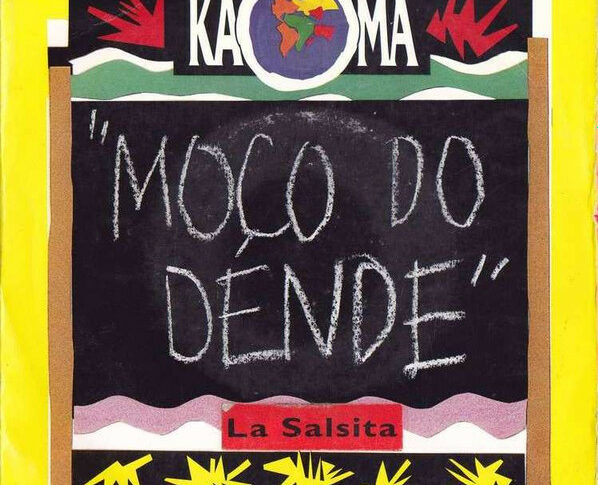 KAOMA
"MOÇO DO
DENDE"
La Salsita